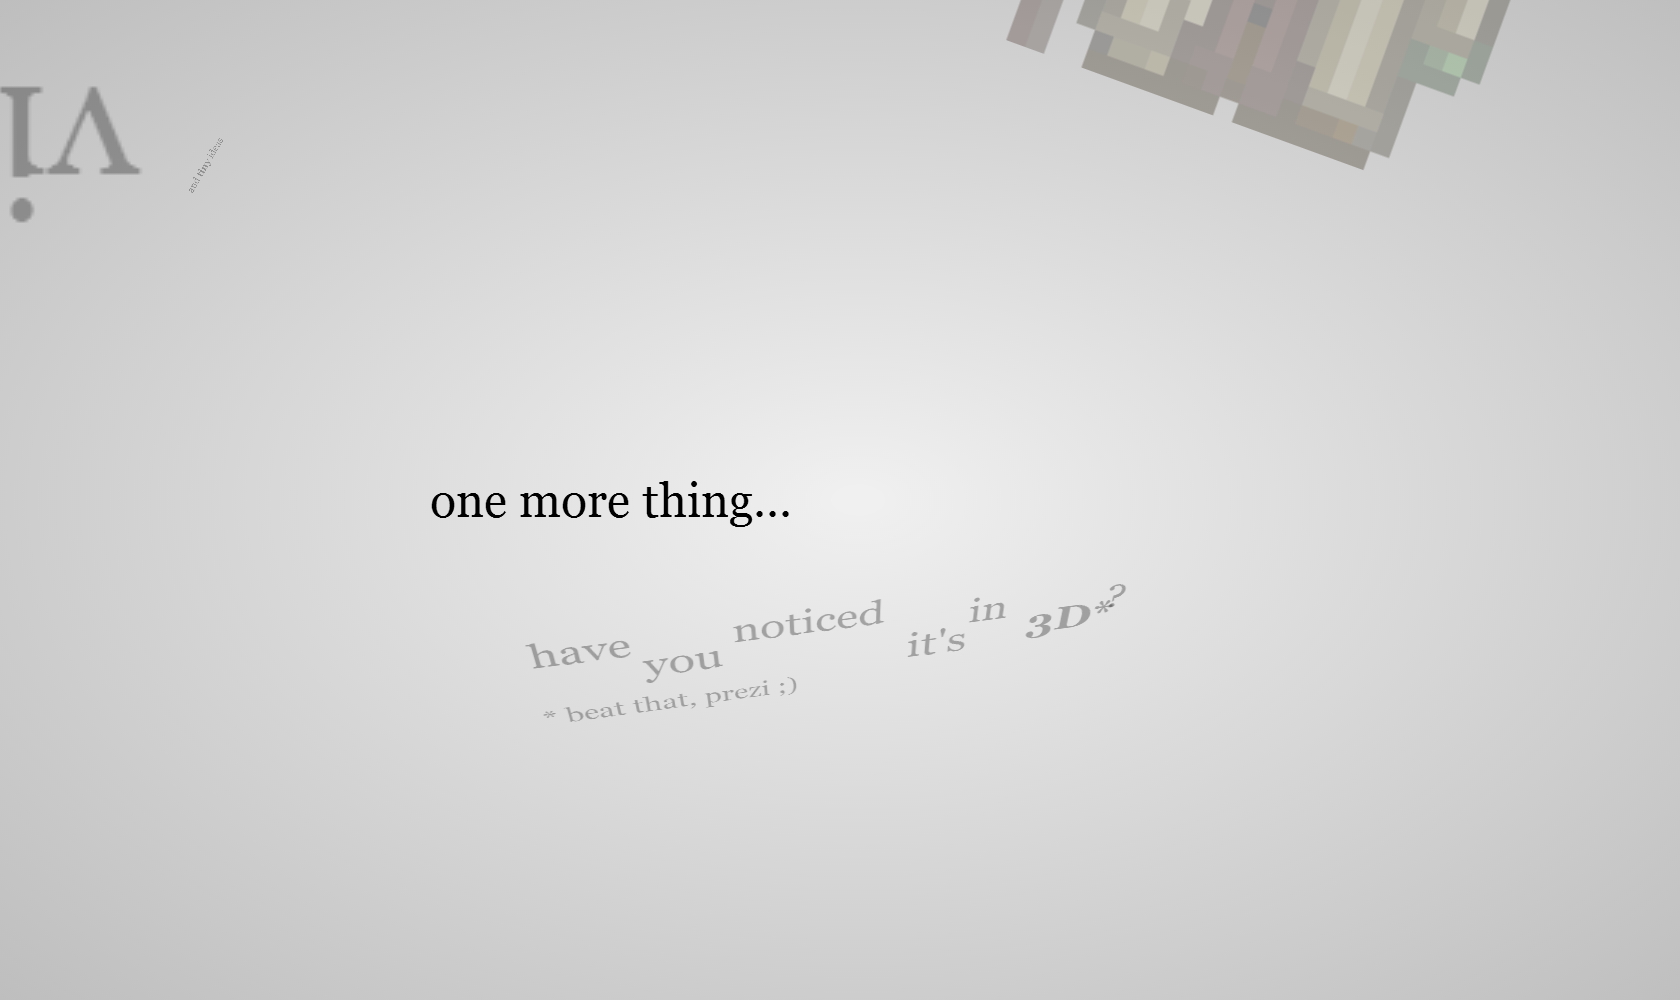 and tiny ideas
one more thing...
have you noticed it's in 3D*?
* beat that, prezi ;)